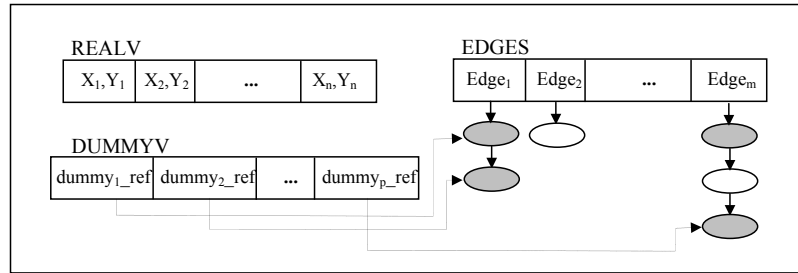 REALV
X1,Y1 X2,Y2 ... Xn,Yn
EDGES
Edge1 Edge2 ... Edgem
DUMMYV
dummy1_ref dummy2_ref ... dummyp_ref